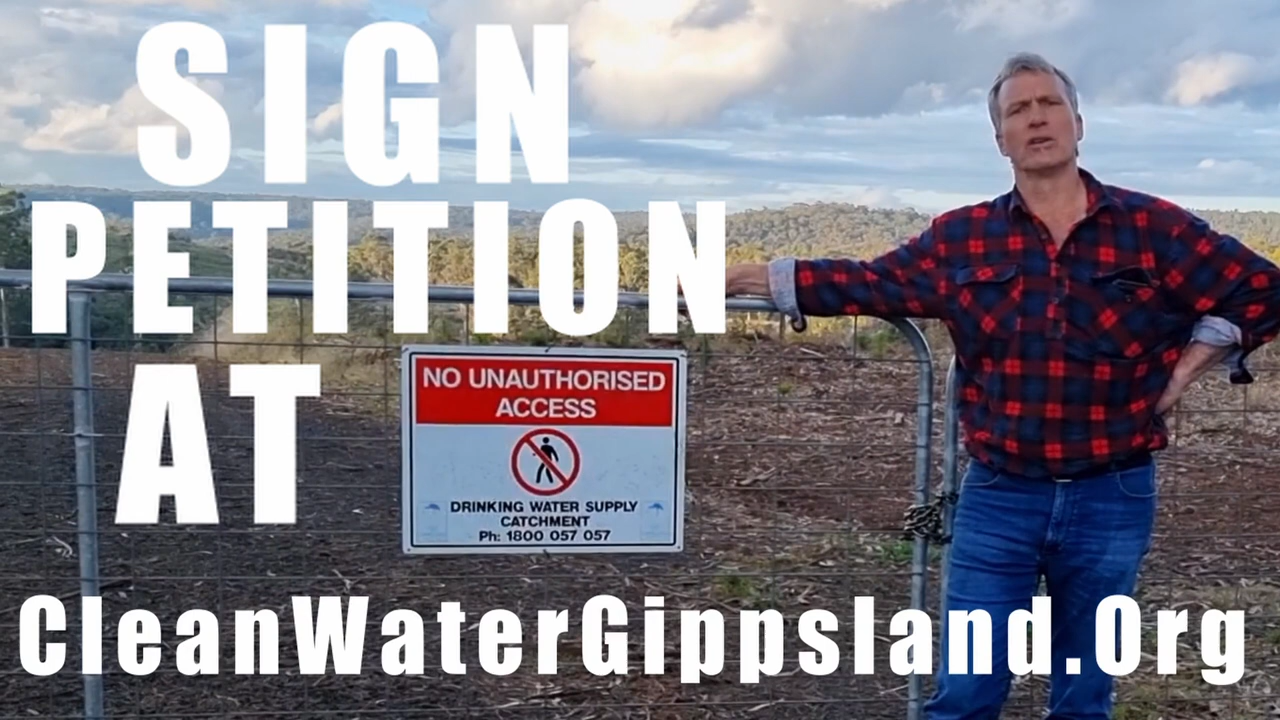 SIGN
PETITION
AT
NO UNAUTHORISED
ACCESS
DRINKING WATER SUPPLY
CATCHMENT
Ph: 1800 057 057
CleanWaterGippsland.Org